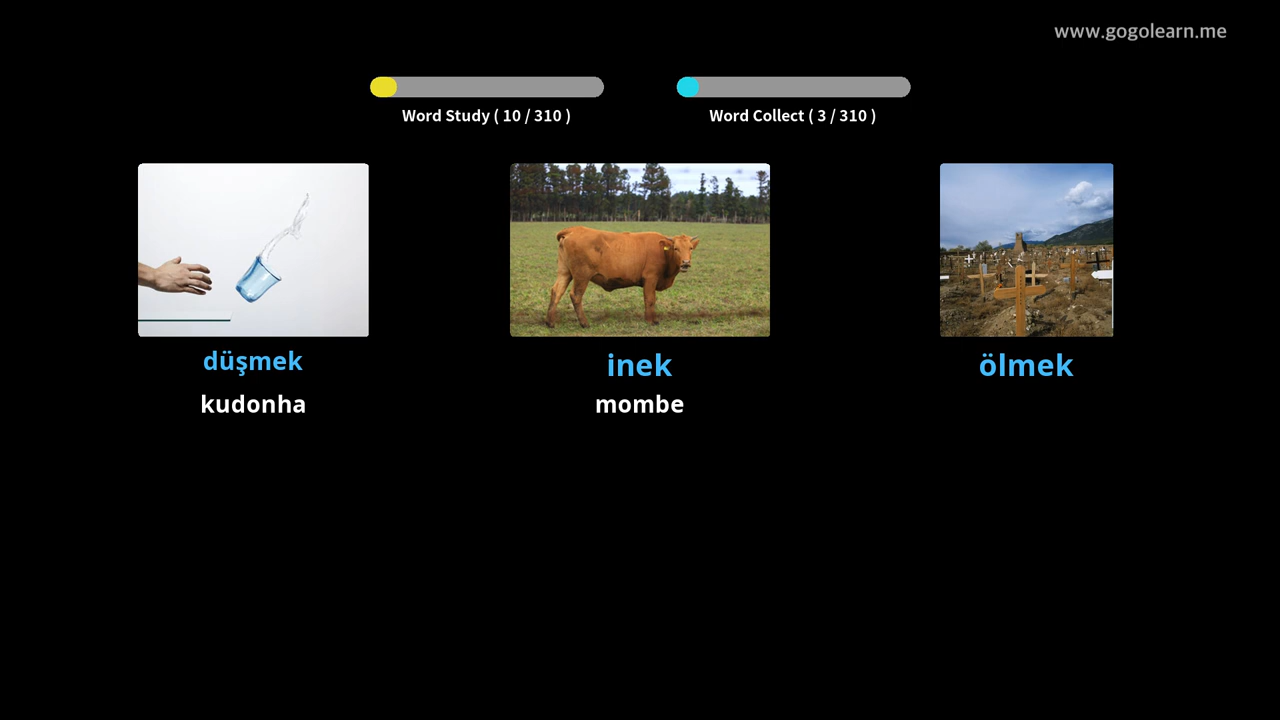 www.gogolearn.me
Word Study ( 10 / 310 )
Word Collect ( 3 / 310 )
düşmek
inek
ölmek
kudonha
mombe